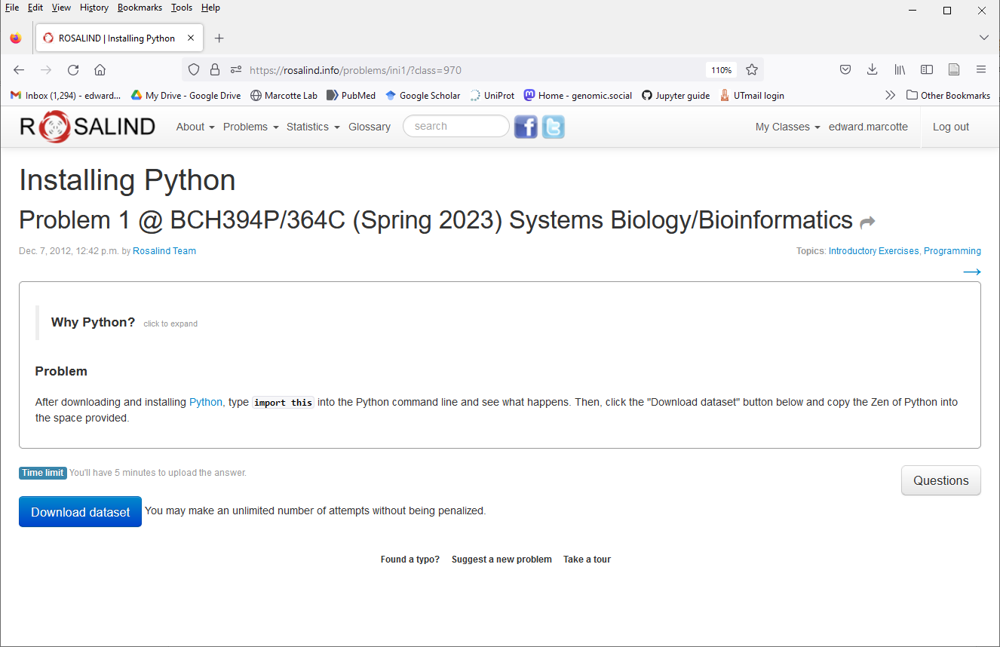 File Edit View History Bookmarks Tools Help
ROSALIND | Installing Python
https://rosalind.info/problems/ini1/?class=970 110%
Inbox (1,294) - edward... My Drive - Google Drive Marcotte Lab PubMed Google Scholar UniProt Home - genomic.social Jupyter guide UTmail login Other Bookmarks
ROSALIND About Problems Statistics Glossary search My Classes edward.marcotte Log out
Installing Python
Problem 1 @ BCH394P/364C (Spring 2023) Systems Biology/Bioinformatics
Dec. 7, 2012, 12:42 p.m. by Rosalind Team Topics: Introductory Exercises, Programming
→
Why Python? click to expand
Problem
After downloading and installing Python, type import this into the Python command line and see what happens. Then, click the "Download dataset" button below and copy the Zen of Python into
the space provided.
Time limit You'll have 5 minutes to upload the answer.
Questions
Download dataset You may make an unlimited number of attempts without being penalized.
Found a typo? Suggest a new problem Take a tour